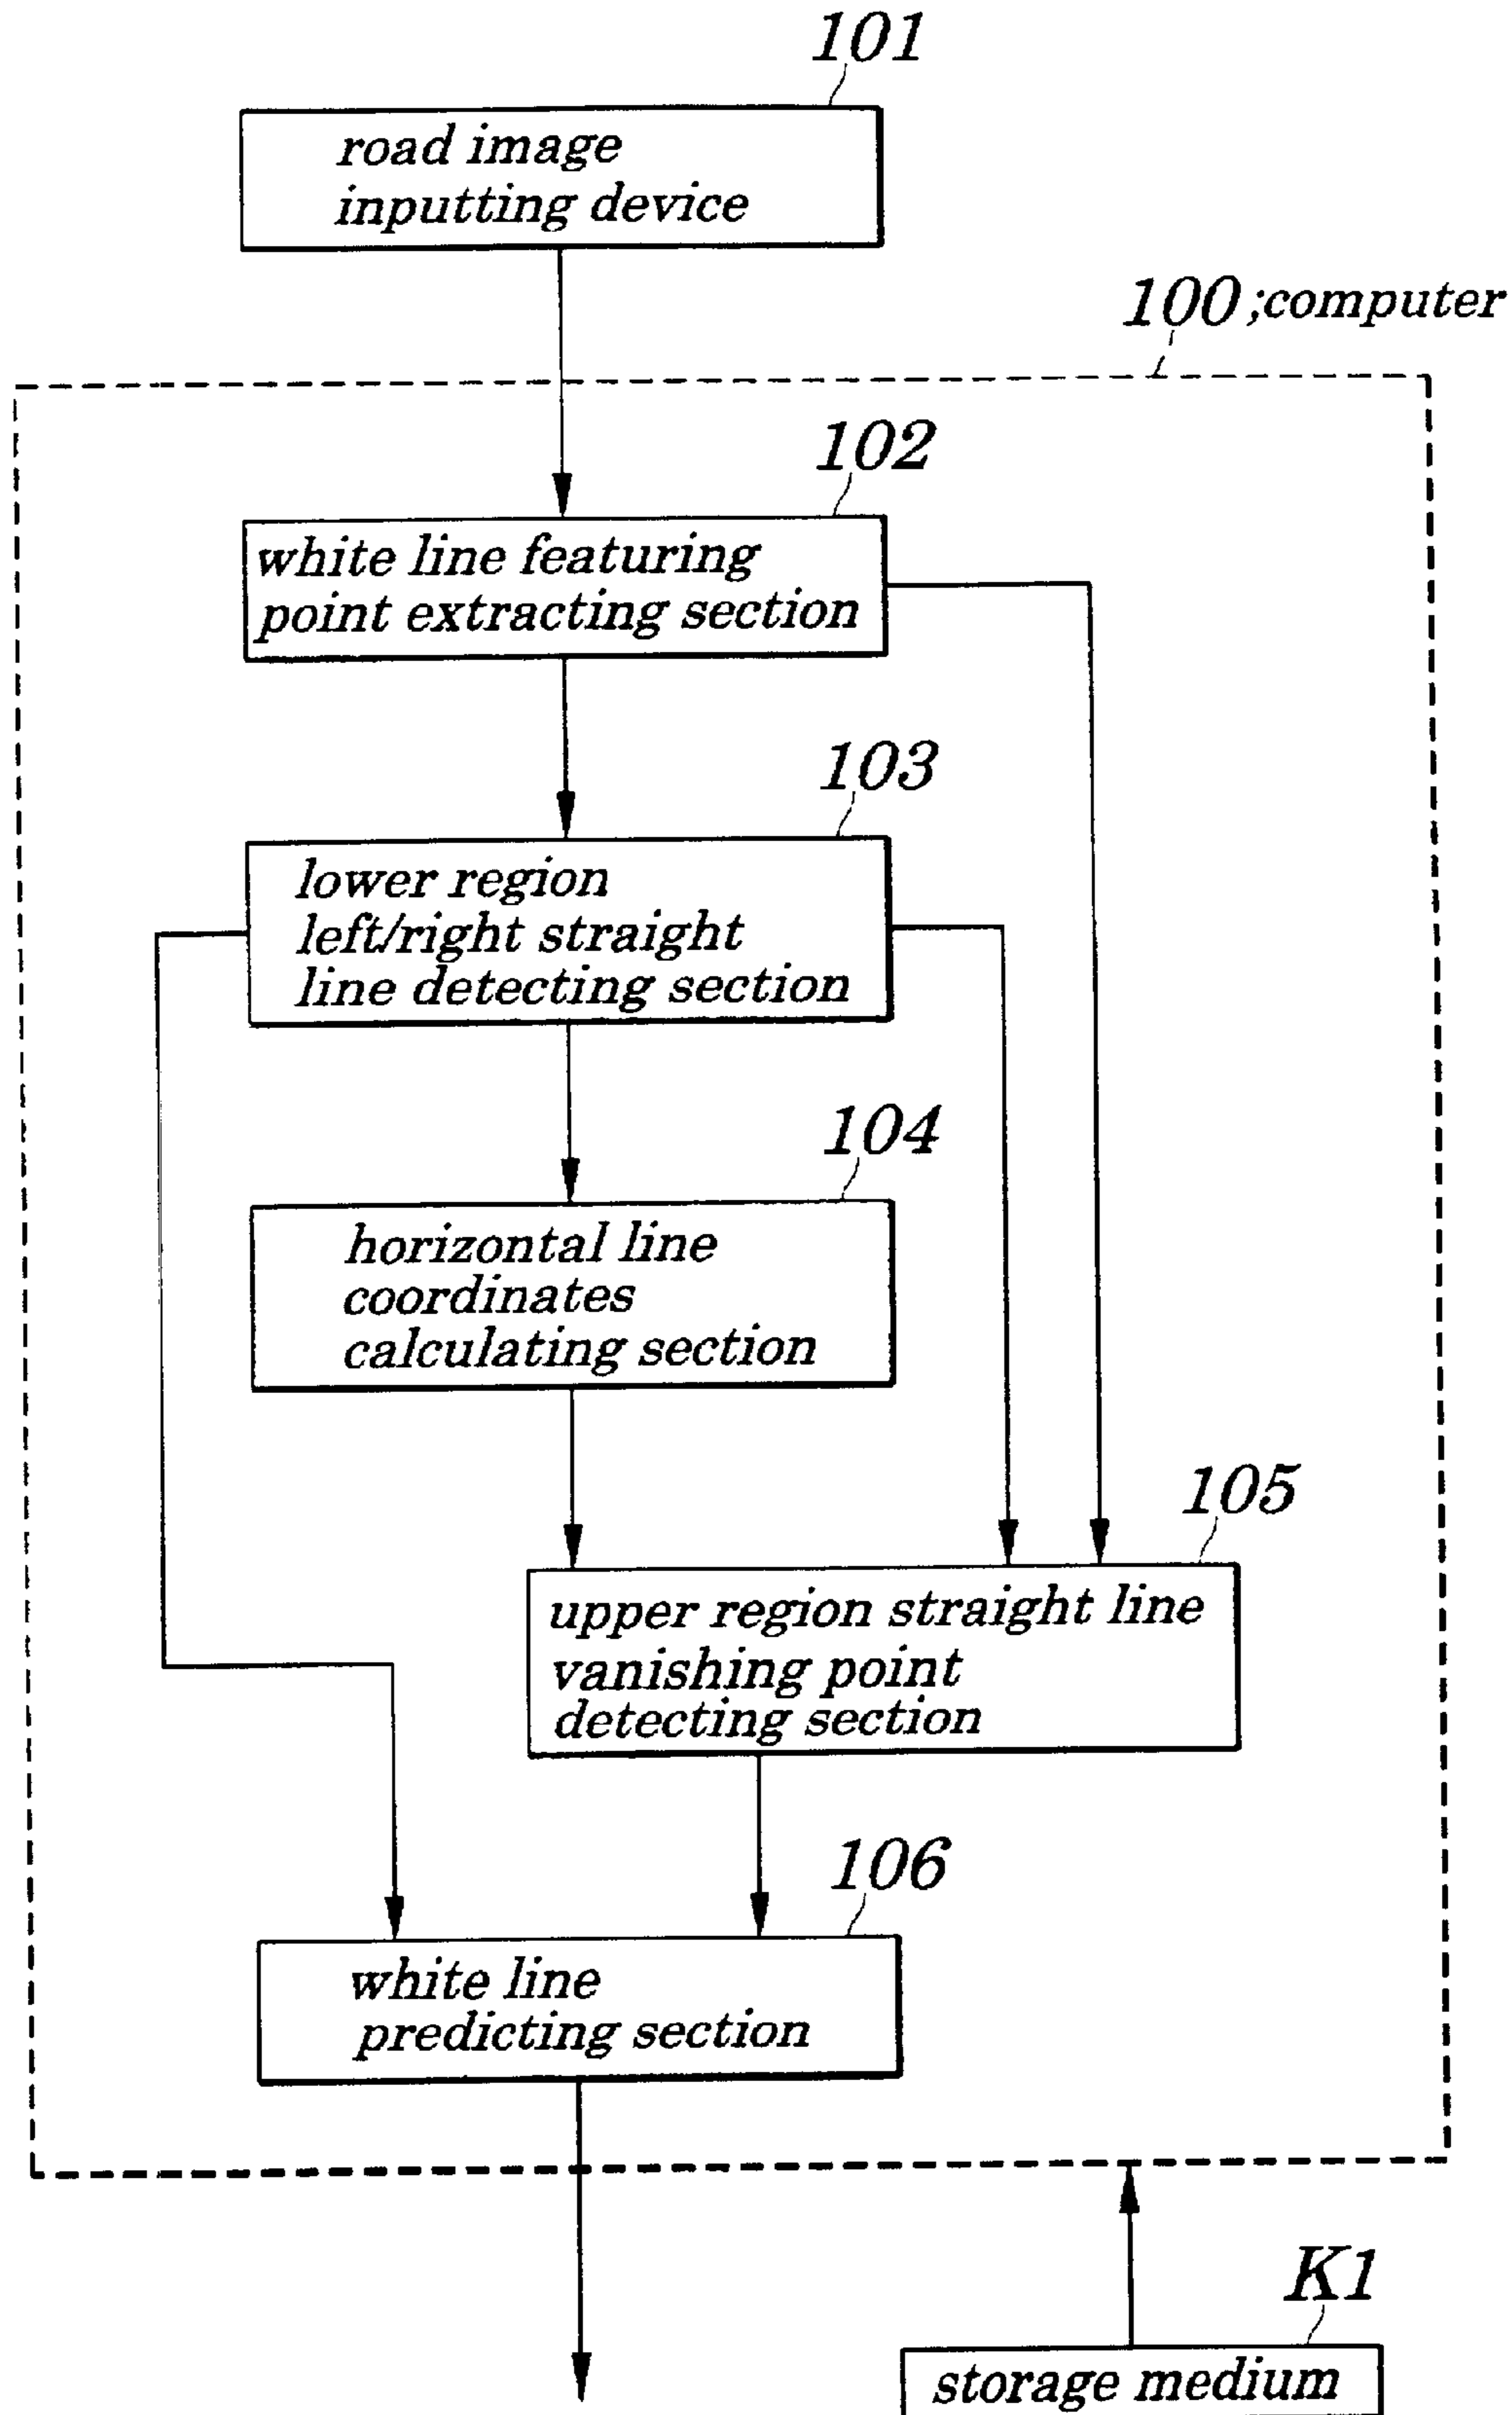 101
road image
inputting device
100 ;computer
102
white line featuring
point extracting section
103
lower region
left/right straight
line detecting section
104
horizontal line
coordinates
calculating section
105
upper region straight line
vanishing point
detecting section
106
white line
predicting section
K1
storage medium